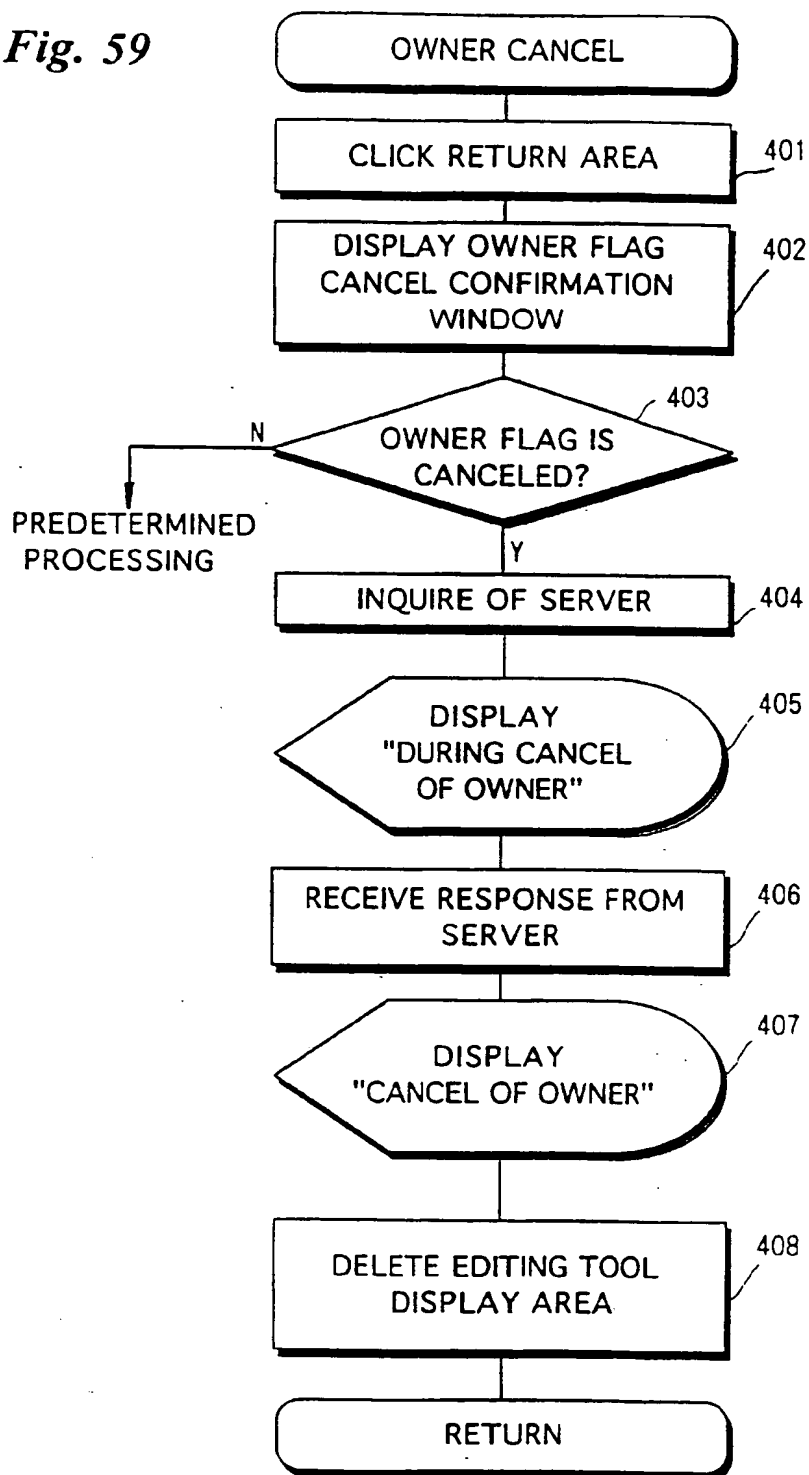 Fig. 59
OWNER CANCEL
CLICK RETURN AREA
401
DISPLAY OWNER FLAG
CANCEL CONFIRMATION
WINDOW
402
403
OWNER FLAG IS
CANCELED?
N
PREDETERMINED
PROCESSING
Y
INQUIRE OF SERVER
404
DISPLAY
"DURING CANCEL
OF OWNER"
405
RECEIVE RESPONSE FROM
SERVER
406
DISPLAY
"CANCEL OF OWNER"
407
DELETE EDITING TOOL
DISPLAY AREA
408
RETURN